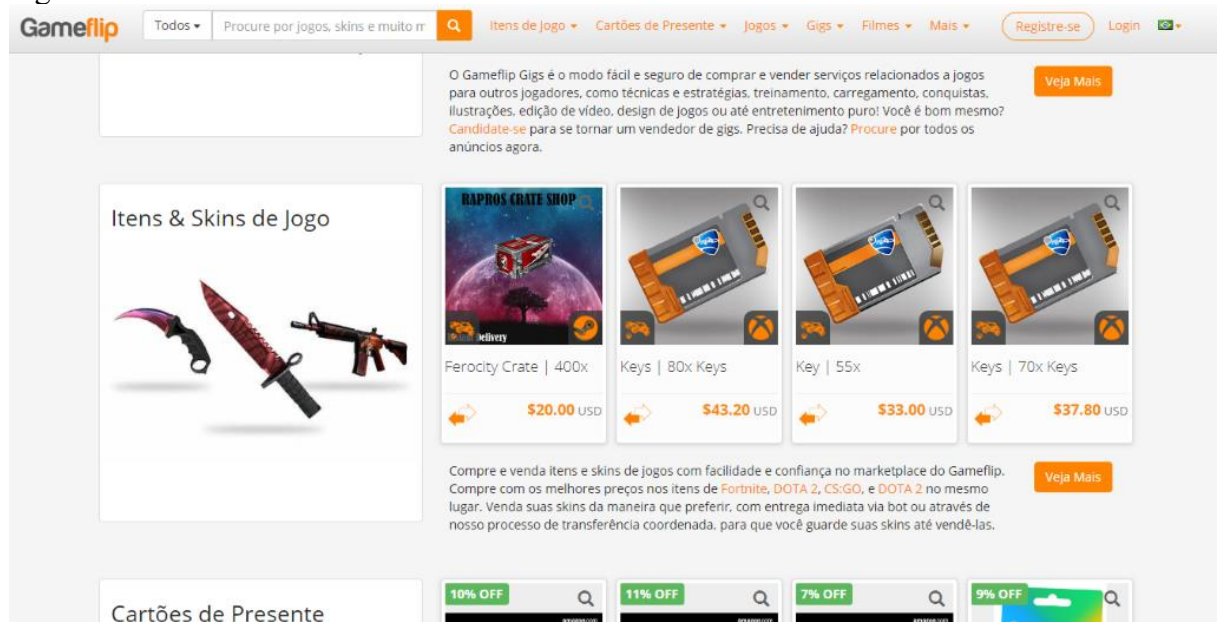 Gameflip
Todos
Procure por jogos, skins e muito m
Itens de Jogo
Cartões de Presente
Jogos
Gigs
Filmes
Mais
Registre-se
Login
O Gameflip Gigs é o modo fácil e seguro de comprar e vender serviços relacionados a jogos
para outros jogadores, como técnicas e estratégias, treinamento, carregamento, conquistas,
ilustrações, edição de vídeo, design de jogos ou até entretenimento puro! Você é bom mesmo?
Candidate-se para se tornar um vendedor de gigs. Precisa de ajuda? Procure por todos os
anúncios agora.
Veja Mais
Itens & Skins de Jogo
RAPROS CRATE SHOP
Delivery
Ferocity Crate | 400x
$20.00 USD
Keys | 80x Keys
$43.20 USD
Key | 55x
$33.00 USD
Keys | 70x Keys
$37.80 USD
Compre e venda itens e skins de jogos com facilidade e confiança no marketplace do Gameflip.
Compre com os melhores preços nos itens de Fortnite, DOTA 2, CS:GO, e DOTA 2 no mesmo
lugar. Venda suas skins da maneira que preferir, com entrega imediata via bot ou através de
nosso processo de transferência coordenada, para que você guarde suas skins até vendê-las.
Veja Mais
Cartões de Presente
10% OFF
11% OFF
7% OFF
9% OFF
amazon.com
amazon.com
amazon.com